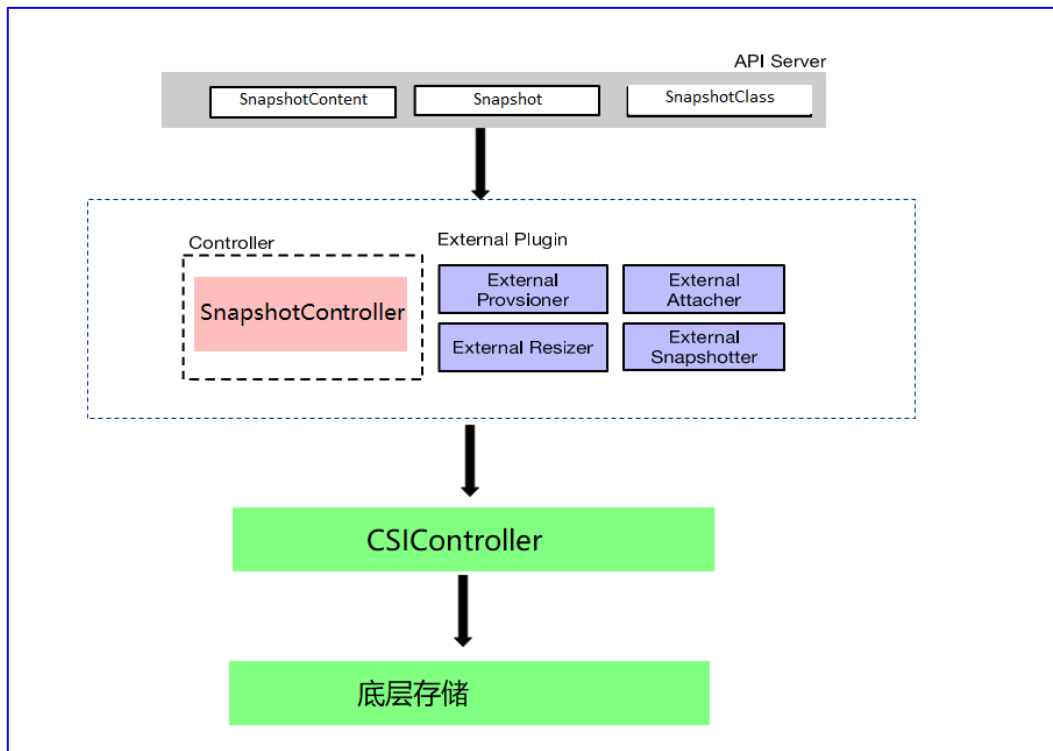 API Server
SnapshotContent
Snapshot
SnapshotClass
Controller
SnapshotController
External Plugin
External
Provsioner
External
Attacher
External Resizer
External
Snapshotter
CSIController
底层存储